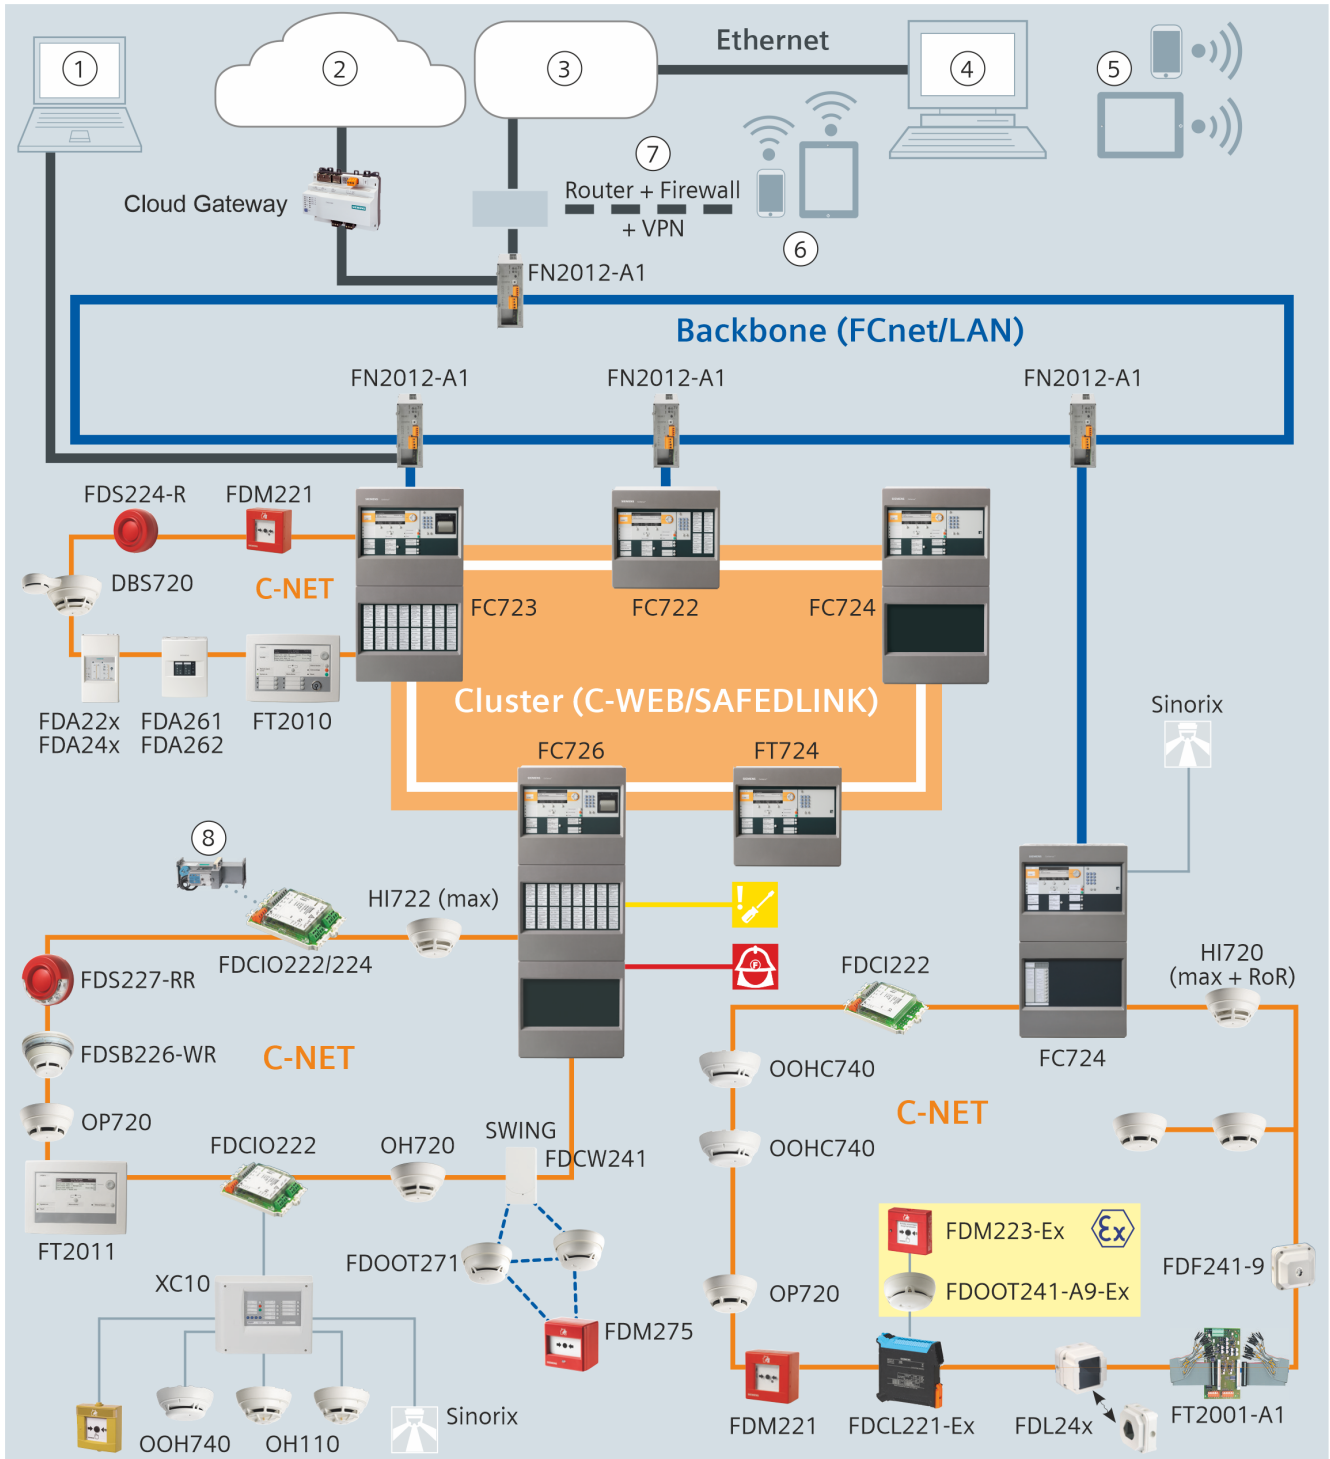 1
2
3
Ethernet
4
5
7
Cloud Gateway
Router + Firewall
+ VPN
6
FN2012-A1
Backbone (FCnet/LAN)
FN2012-A1
FN2012-A1
FN2012-A1
FDS224-R
FDM221
DBS720
C-NET
FC723
FC722
FC724
FDA22x
FDA24x
FDA261
FDA262
FT2010
Cluster (C-WEB/SAFEDLINK)
Sinorix
FC726
FT724
8
HI722 (max)
FDCIO222/224
FDS227-RR
FDCI222
HI720
(max + RoR)
FDSB226-WR
C-NET
FC724
OOHC740
OP720
C-NET
FDCIO222
OH720
SWING
FDCW241
OOHC740
FT2011
FDOOT271
FDM223-Ex
Ex
FDF241-9
XC10
OP720
FDOOT241-A9-Ex
FDM275
OOH740
OH110
Sinorix
FDM221
FDCL221-Ex
FDL24x
FT2001-A1